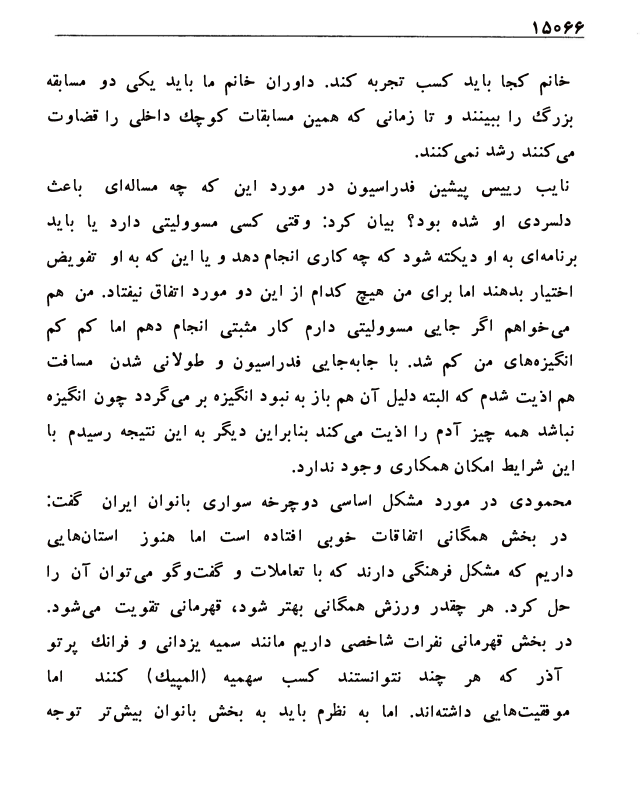 ۱۵۰۶۶
خانم کجا باید کسب تجربه کند. داوران خانم ما باید یکی دو مسابقه
بزرگ را ببینند و تا زمانی که همین مسابقات کوچک داخلی را قضاوت
می‌کنند رشد نمی‌کنند.
نایب رییس پیشین فدراسیون در مورد این که چه مساله‌ای باعث
دلسردی او شده بود؟ بیان کرد: وقتی کسی مسوولیتی دارد یا باید
برنامه‌ای به او دیکته شود که چه کاری انجام دهد و یا این که به او تفویض
اختیار بدهند اما برای من هیچ کدام از این دو مورد اتفاق نیفتاد. من هم
می‌خواهم اگر جایی مسوولیتی دارم کار مثبتی انجام دهم اما کم کم
انگیزه‌های من کم شد. با جابه‌جایی فدراسیون و طولانی شدن مسافت
هم اذیت شدم که البته دلیل آن هم باز به نبود انگیزه بر می‌گردد چون انگیزه
نباشد همه چیز آدم را اذیت می‌کند بنابراین دیگر به این نتیجه رسیدم با
این شرایط امکان همکاری وجود ندارد.
محمودی در مورد مشکل اساسی دوچرخه سواری بانوان ایران گفت:
در بخش همگانی اتفاقات خوبی افتاده است اما هنوز استان‌هایی
داریم که مشکل فرهنگی دارند که با تعاملات و گفت‌وگو می‌توان آن را
حل کرد. هر چقدر ورزش همگانی بهتر شود، قهرمانی تقویت می‌شود.
در بخش قهرمانی نفرات شاخصی داریم مانند سمیه یزدانی و فرانک پرتو
آذر که هر چند نتوانستند کسب سهمیه (المپیک) کنند اما
موفقیت‌هایی داشته‌اند. اما به نظرم باید به بخش بانوان بیش‌تر توجه